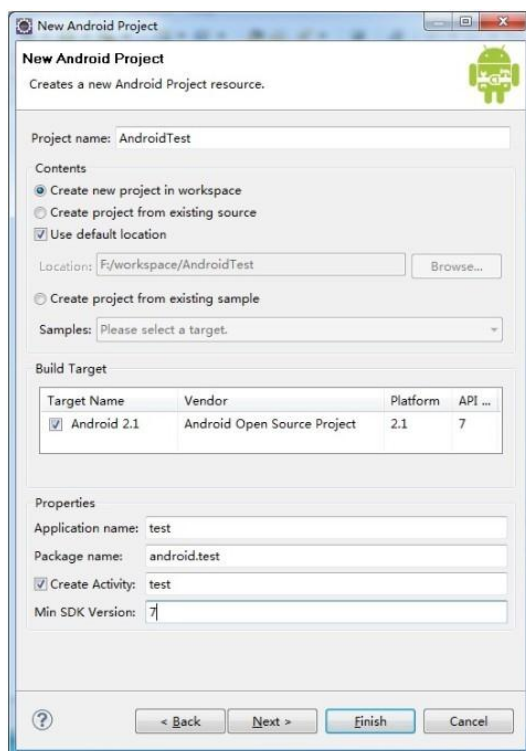 New Android Project
New Android Project
Creates a new Android Project resource.
Project name: AndroidTest
Contents
Create new project in workspace
Create project from existing source
Use default location
Location: F:/workspace/AndroidTest Browse...
Create project from existing sample
Samples: Please select a target.
Build Target
Target Name Vendor Platform API ...
Android 2.1 Android Open Source Project 2.1 7
Properties
Application name: test
Package name: android.test
Create Activity: test
Min SDK Version: 7
? < Back Next > Finish Cancel